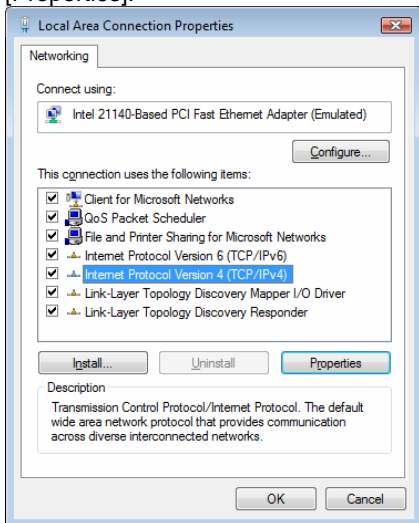 [Properties].
Local Area Connection Properties
Networking
Connect using:
Intel 21140-Based PCI Fast Ethernet Adapter (Emulated)
Configure...
This connection uses the following items:
Client for Microsoft Networks
QoS Packet Scheduler
File and Printer Sharing for Microsoft Networks
Internet Protocol Version 6 (TCP/IPv6)
Internet Protocol Version 4 (TCP/IPv4)
Link-Layer Topology Discovery Mapper I/O Driver
Link-Layer Topology Discovery Responder
Install... Uninstall Properties
Description
Transmission Control Protocol/Internet Protocol. The default
wide area network protocol that provides communication
across diverse interconnected networks.
OK Cancel